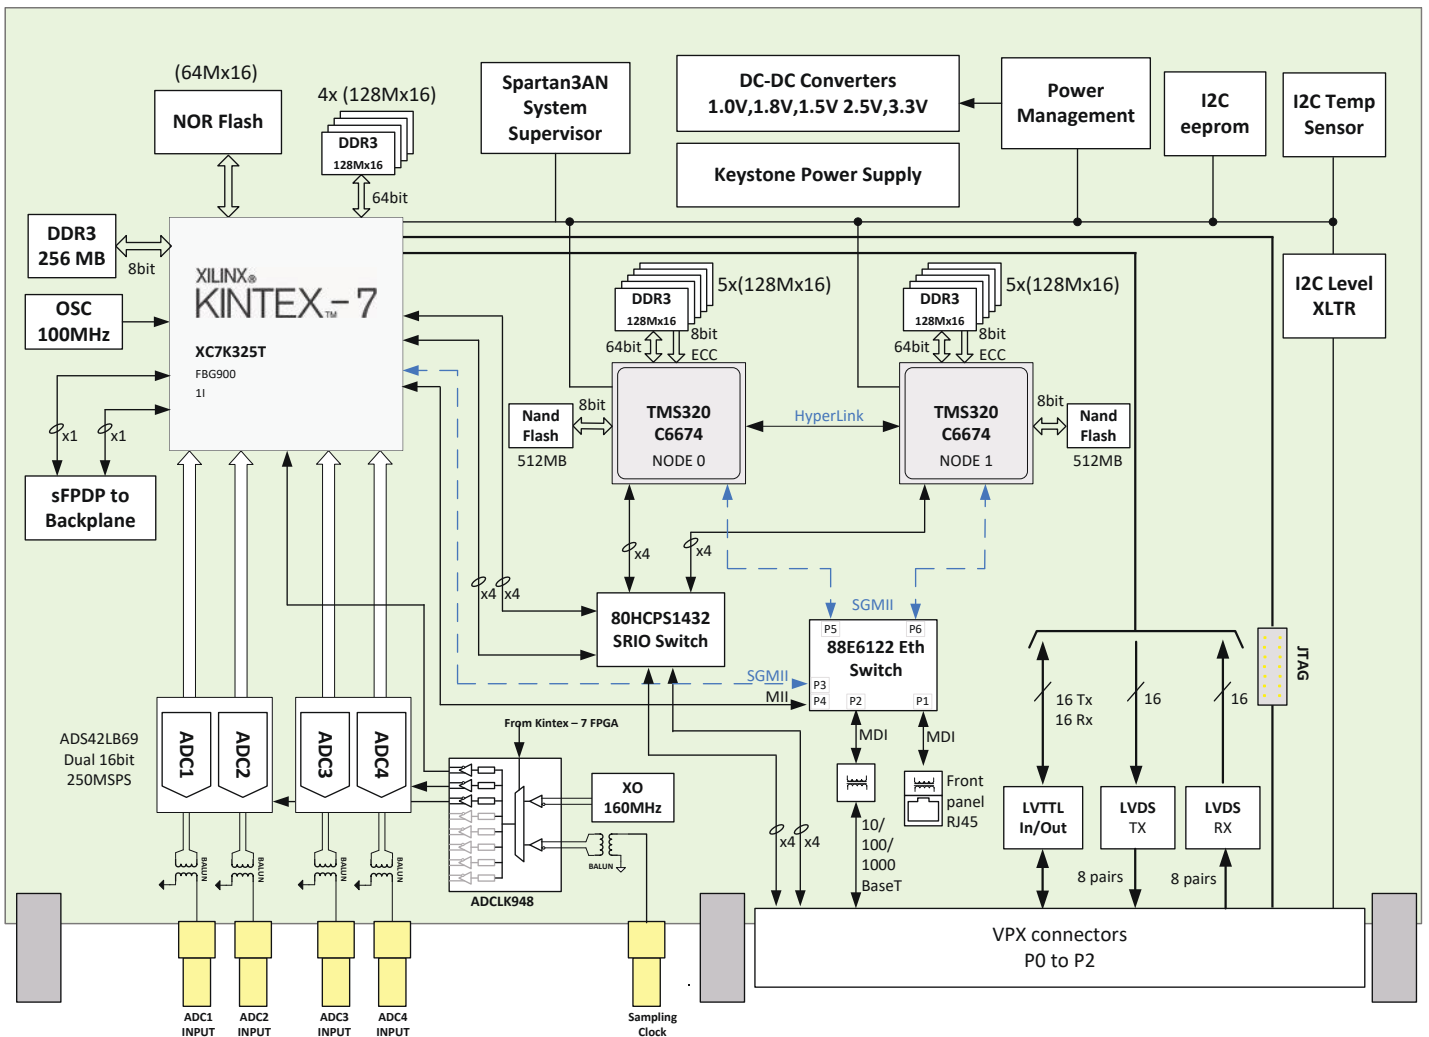 (64Mx16)
NOR Flash
4x (128Mx16)
DDR3
128Mx16
64bit
Spartan3AN
System
Supervisor
DC-DC Converters
1.0V,1.8V,1.5V 2.5V,3.3V
Keystone Power Supply
Power
Management
I2C
eeprom
I2C Temp
Sensor
DDR3
256 MB
8bit
OSC
100MHz
XILINX®
KINTEX™-7
XC7K325T
FBG900
1I
x1
x1
sFPDP to
Backplane
5x(128Mx16)
DDR3
128Mx16
64bit
8bit
ECC
5x(128Mx16)
DDR3
128Mx16
64bit
8bit
ECC
I2C Level
XLTR
Nand
Flash
512MB
8bit
TMS320
C6674
NODE 0
HyperLink
TMS320
C6674
NODE 1
8bit
Nand
Flash
512MB
x4
x4
x4
x4
80HCPS1432
SRIO Switch
SGMII
P5
P6
88E6122 Eth
Switch
P3
P4
P2
P1
SGMII
MII
MDI
MDI
JTAG
16 Tx
16 Rx
16
16
ADS42LB69
Dual 16bit
250MSPS
ADC1
ADC2
ADC3
ADC4
From Kintex – 7 FPGA
XO
160MHz
BALUN
ADCLK948
BALUN
BALUN
BALUN
BALUN
x4
x4
10/
100/
1000
BaseT
Front
panel
RJ45
LVTTL
In/Out
LVDS
TX
LVDS
RX
8 pairs
8 pairs
VPX connectors
P0 to P2
ADC1
INPUT
ADC2
INPUT
ADC3
INPUT
ADC4
INPUT
Sampling
Clock